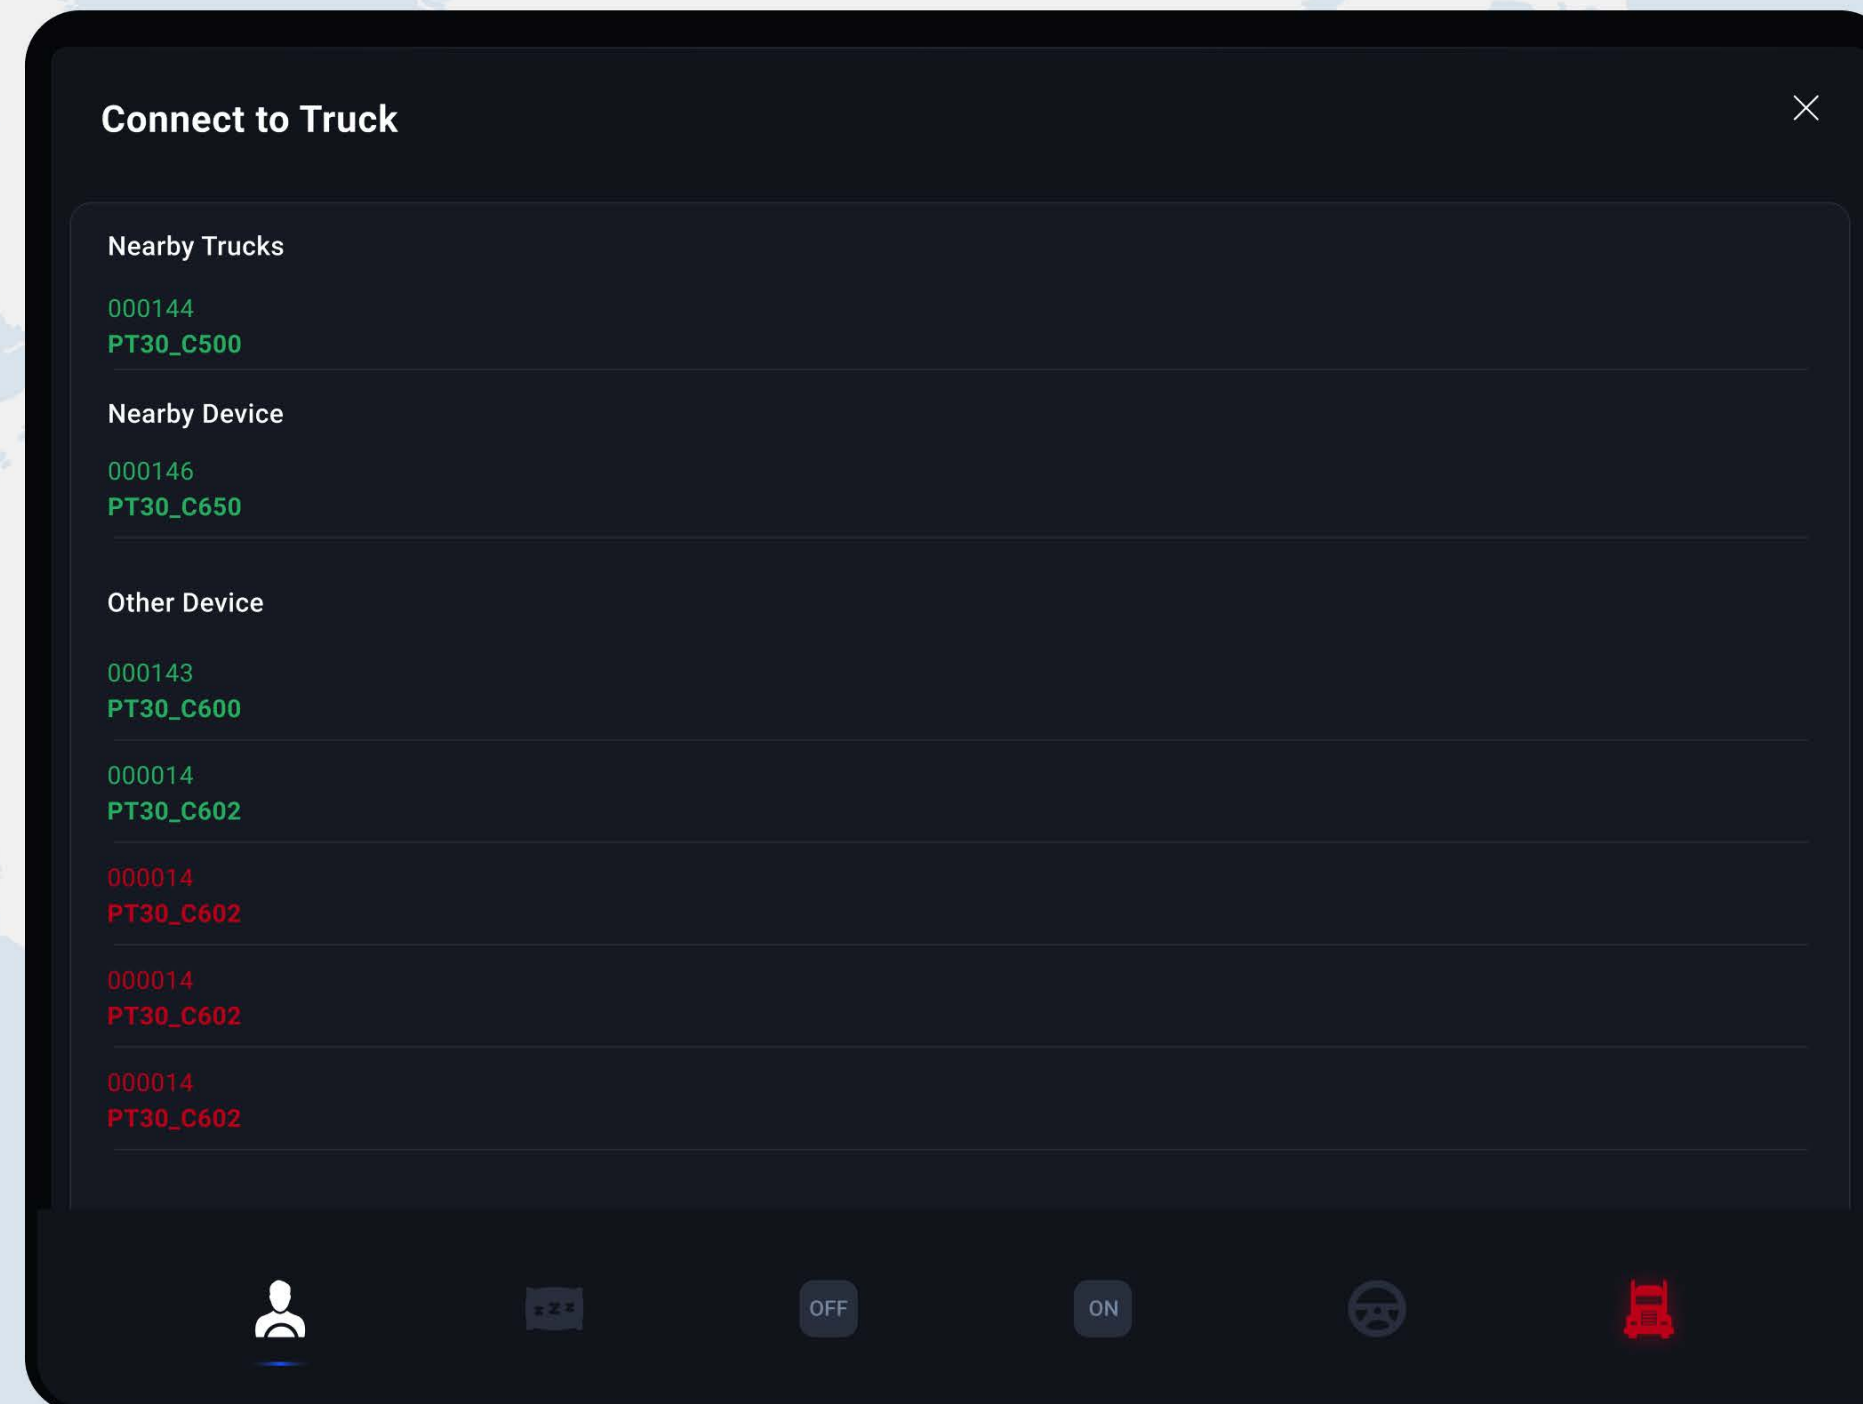 Connect to Truck
Nearby Trucks
000144
PT30_C500
Nearby Device
000146
PT30_C650
Other Device
000143
PT30_C600
000014
PT30_C602
000014
PT30_C602
000014
PT30_C602
000014
PT30_C602
zzz
OFF
ON